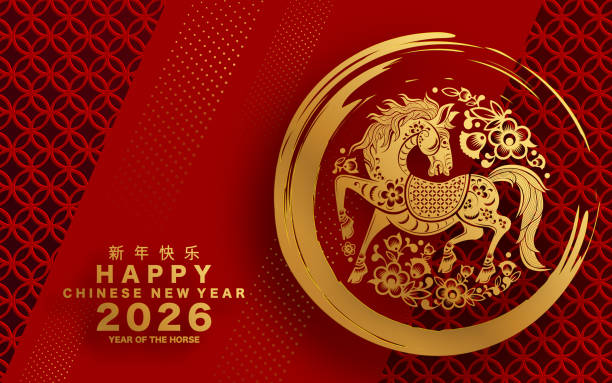 新年快乐
HAPPY
CHINESE NEW YEAR
2026
YEAR OF THE HORSE